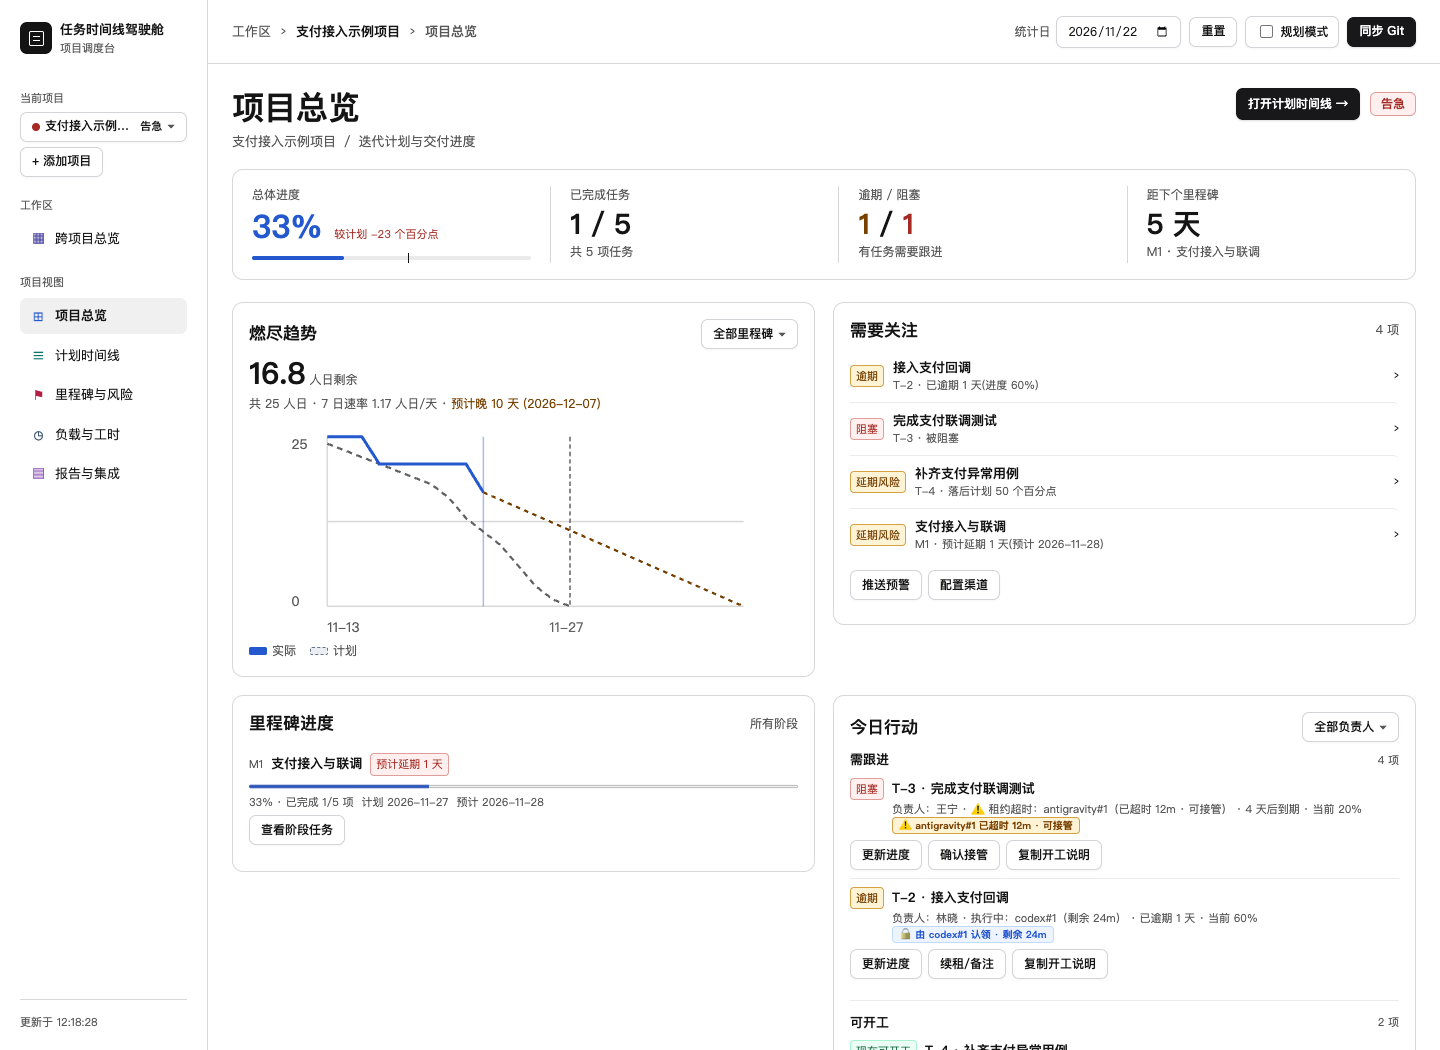 任务时间线驾驶舱
项目调度台
当前项目
支付接入示例... 告急
+ 添加项目
工作区
跨项目总览
项目视图
项目总览
计划时间线
里程碑与风险
负载与工时
报告与集成
更新于 12:18:28
工作区 › 支付接入示例项目 › 项目总览
统计日 2026/11/22 重置 规划模式 同步 Git
项目总览
支付接入示例项目 / 迭代计划与交付进度
打开计划时间线 → 告急
总体进度
33% 较计划 -23 个百分点
已完成任务
1 / 5
共 5 项任务
逾期 / 阻塞
1 / 1
有任务需要跟进
距下个里程碑
5 天
M1 · 支付接入与联调
燃尽趋势 全部里程碑
16.8 人日剩余
共 25 人日 · 7 日速率 1.17 人日/天 · 预计晚 10 天 (2026-12-07)
25
0
11-13 11-27
实际 计划
需要关注 4 项
逾期 接入支付回调
T-2 · 已逾期 1 天(进度 60%)
阻塞 完成支付联调测试
T-3 · 被阻塞
延期风险 补齐支付异常用例
T-4 · 落后计划 50 个百分点
延期风险 支付接入与联调
M1 · 预计延期 1 天(预计 2026-11-28)
推送预警 配置渠道
里程碑进度 所有阶段
M1 支付接入与联调 预计延期 1 天
33% · 已完成 1/5 项 计划 2026-11-27 预计 2026-11-28
查看阶段任务
今日行动 全部负责人
需跟进 4 项
阻塞 T-3 · 完成支付联调测试
负责人：王宁 · ⚠️ 租约超时：antigravity#1（已超时 12m · 可接管） · 4 天后到期 · 当前 20%
⚠️ antigravity#1 已超时 12m · 可接管
更新进度 确认接管 复制开工说明
逾期 T-2 · 接入支付回调
负责人：林晓 · 执行中：codex#1（剩余 24m） · 已逾期 1 天 · 当前 60%
🔒 由 codex#1 认领 · 剩余 24m
更新进度 续租/备注 复制开工说明
可开工 2 项
现在可开工 T-4 · 补齐支付异常用例